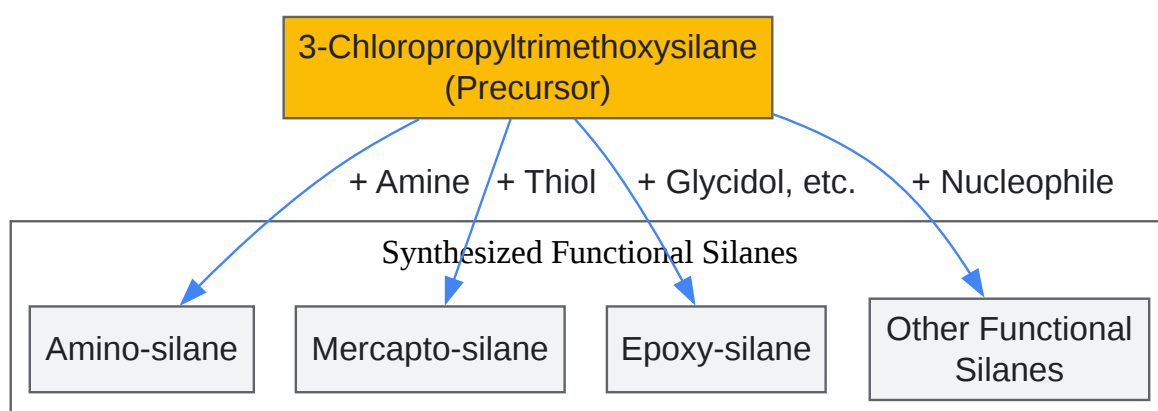 3-Chloropropyltrimethoxysilane
(Precursor)
+ Amine
+ Thiol
+ Glycidol, etc.
+ Nucleophile
Synthesized Functional Silanes
Amino-silane
Mercapto-silane
Epoxy-silane
Other Functional
Silanes